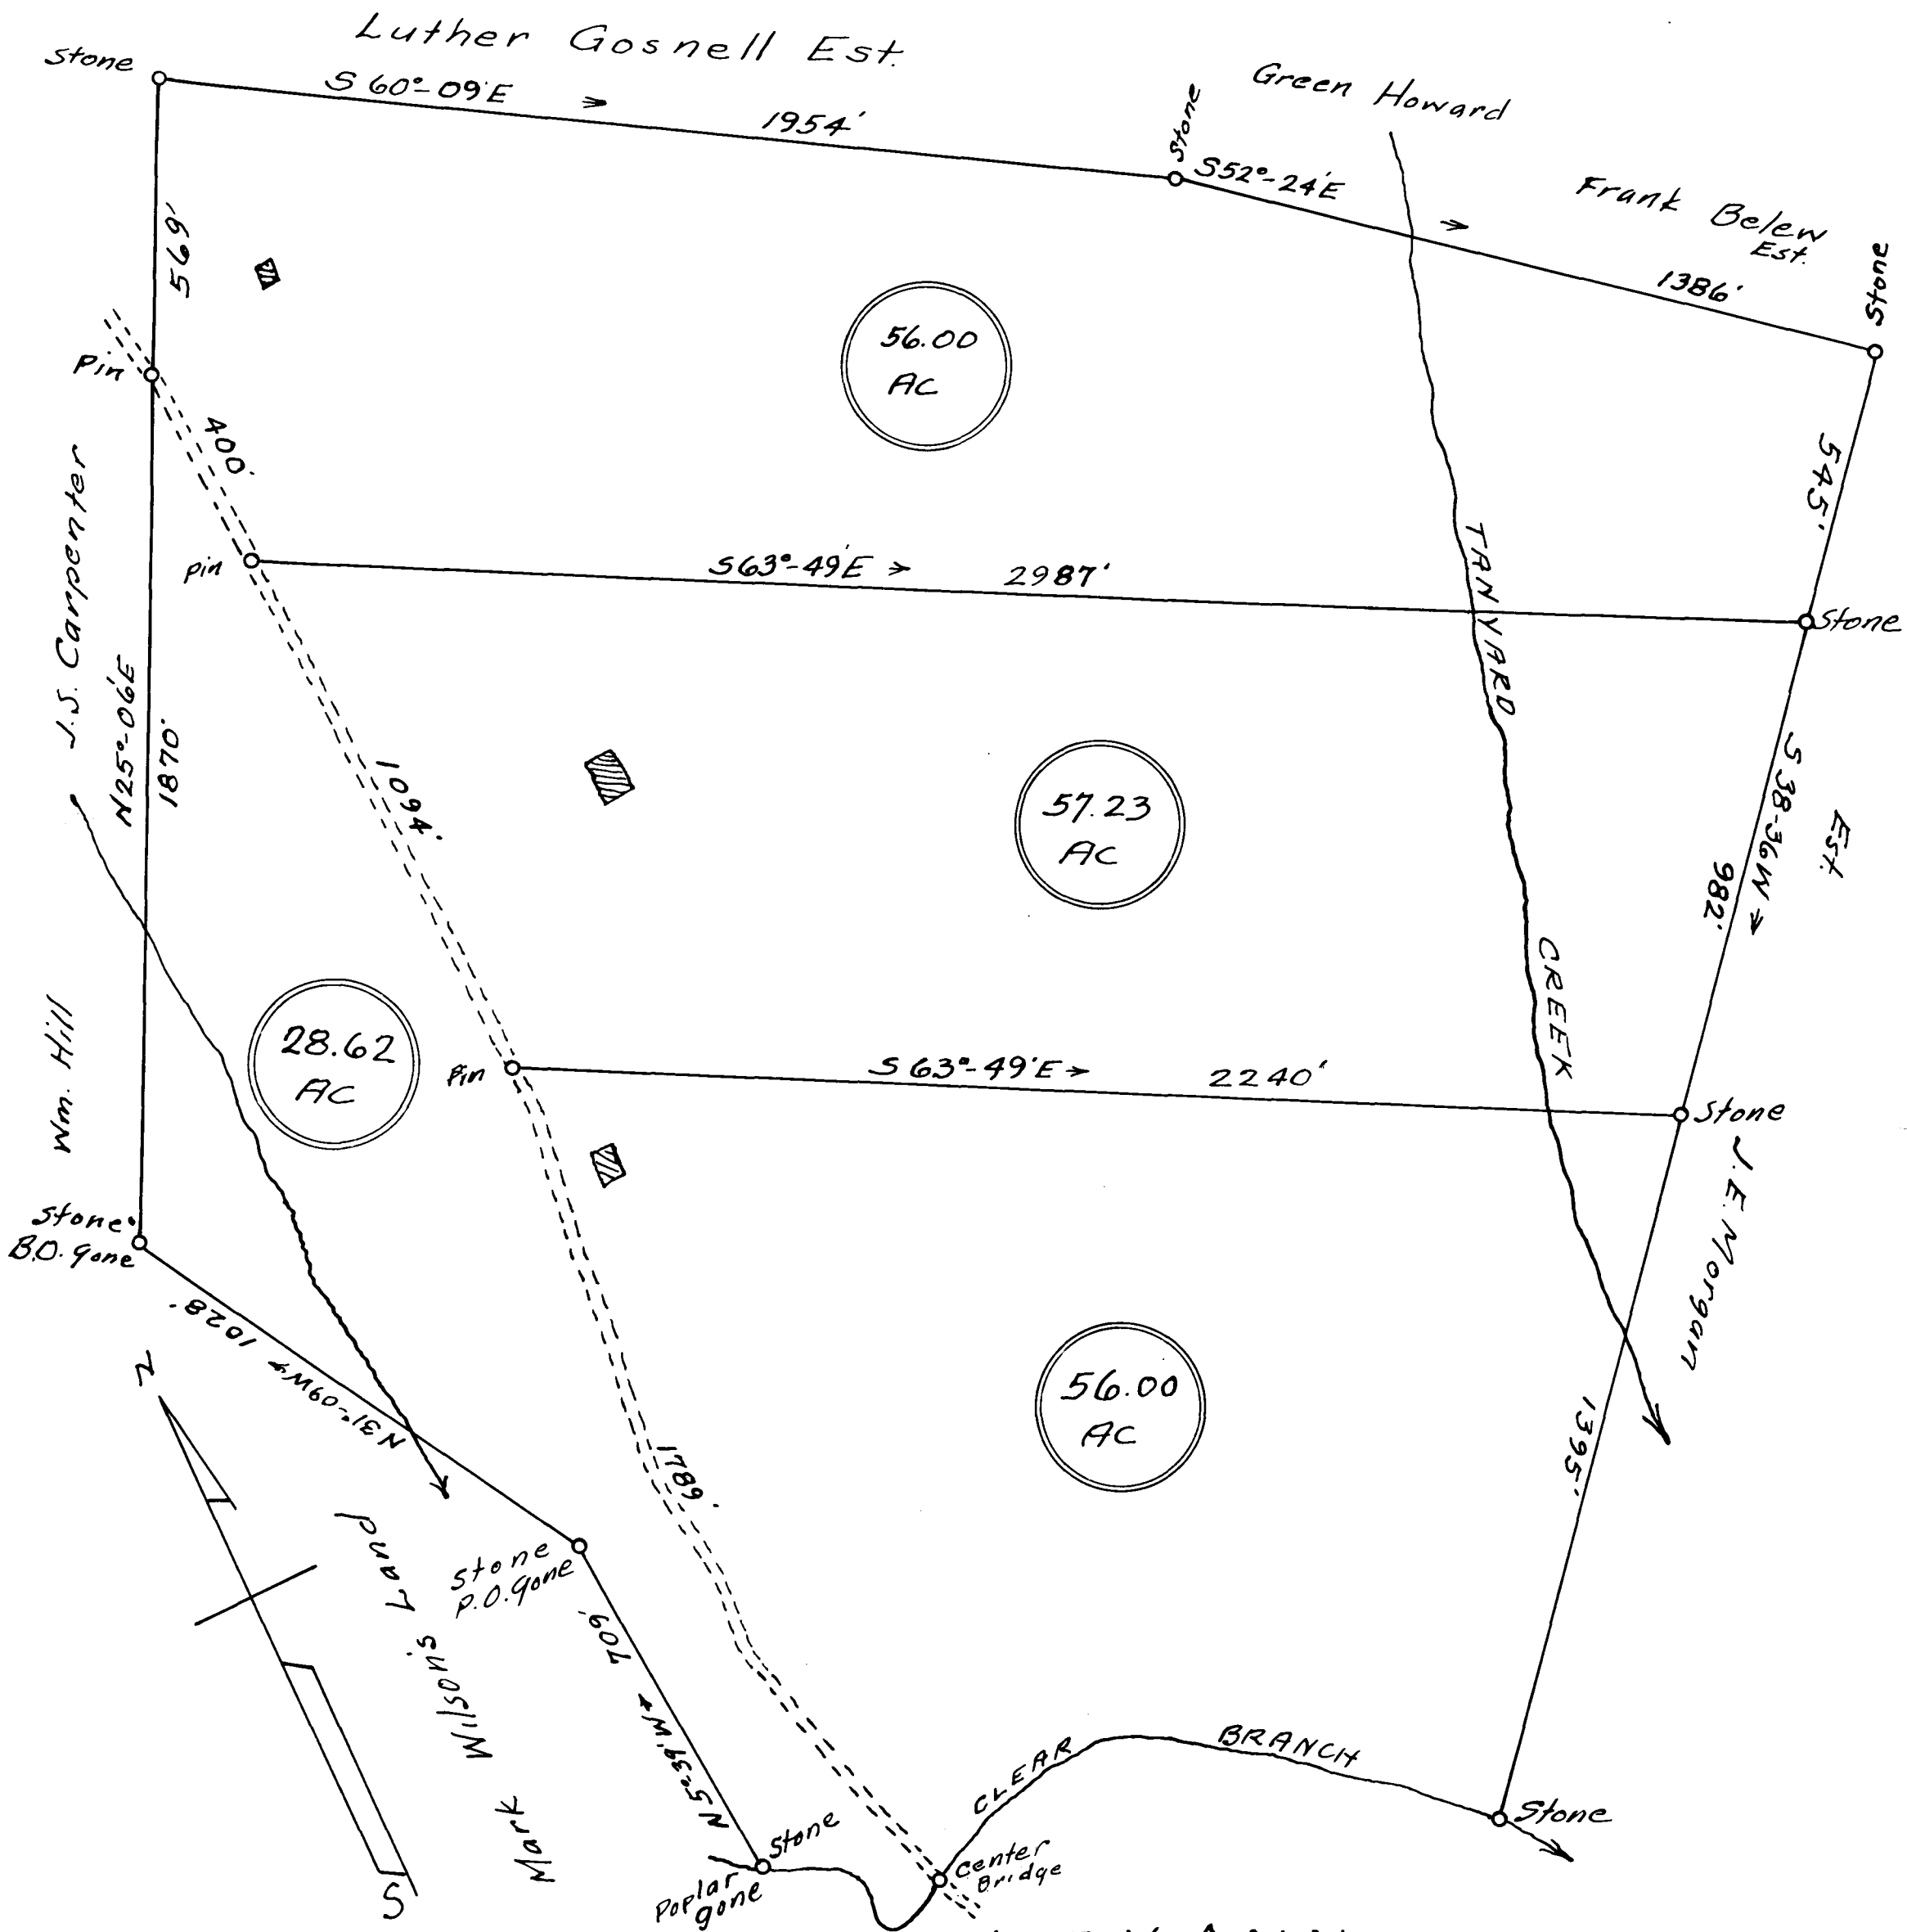 Luther Gosnell Est.
Stone
S 60°-09'E
1954'
Stone
Green Howard
S52°-24'E
Frank Belew
Est.
1386'
Stone
569'
56.00
AC
Pin
400'
545'
J.S. Carpenter
Pin
S63°-49'E
2987'
Stone
TANYARD
CREEK
N25°-06'E
1870'
1094'
57.23
AC
S38-36W
982'
Est.
Wm. Hill
28.62
AC
Pin
S 63°-49'E
2240'
Stone
J.E. Morgan
Stone
B.O. gone
1028'
N31°-09'W
56.00
AC
1789'
1395'
N
S
Stone
P.O. gone
709'
N5°-39'W
Mark Wilson's Land
CLEAR
BRANCH
Stone
Stone
Poplar
gone
Center
Bridge